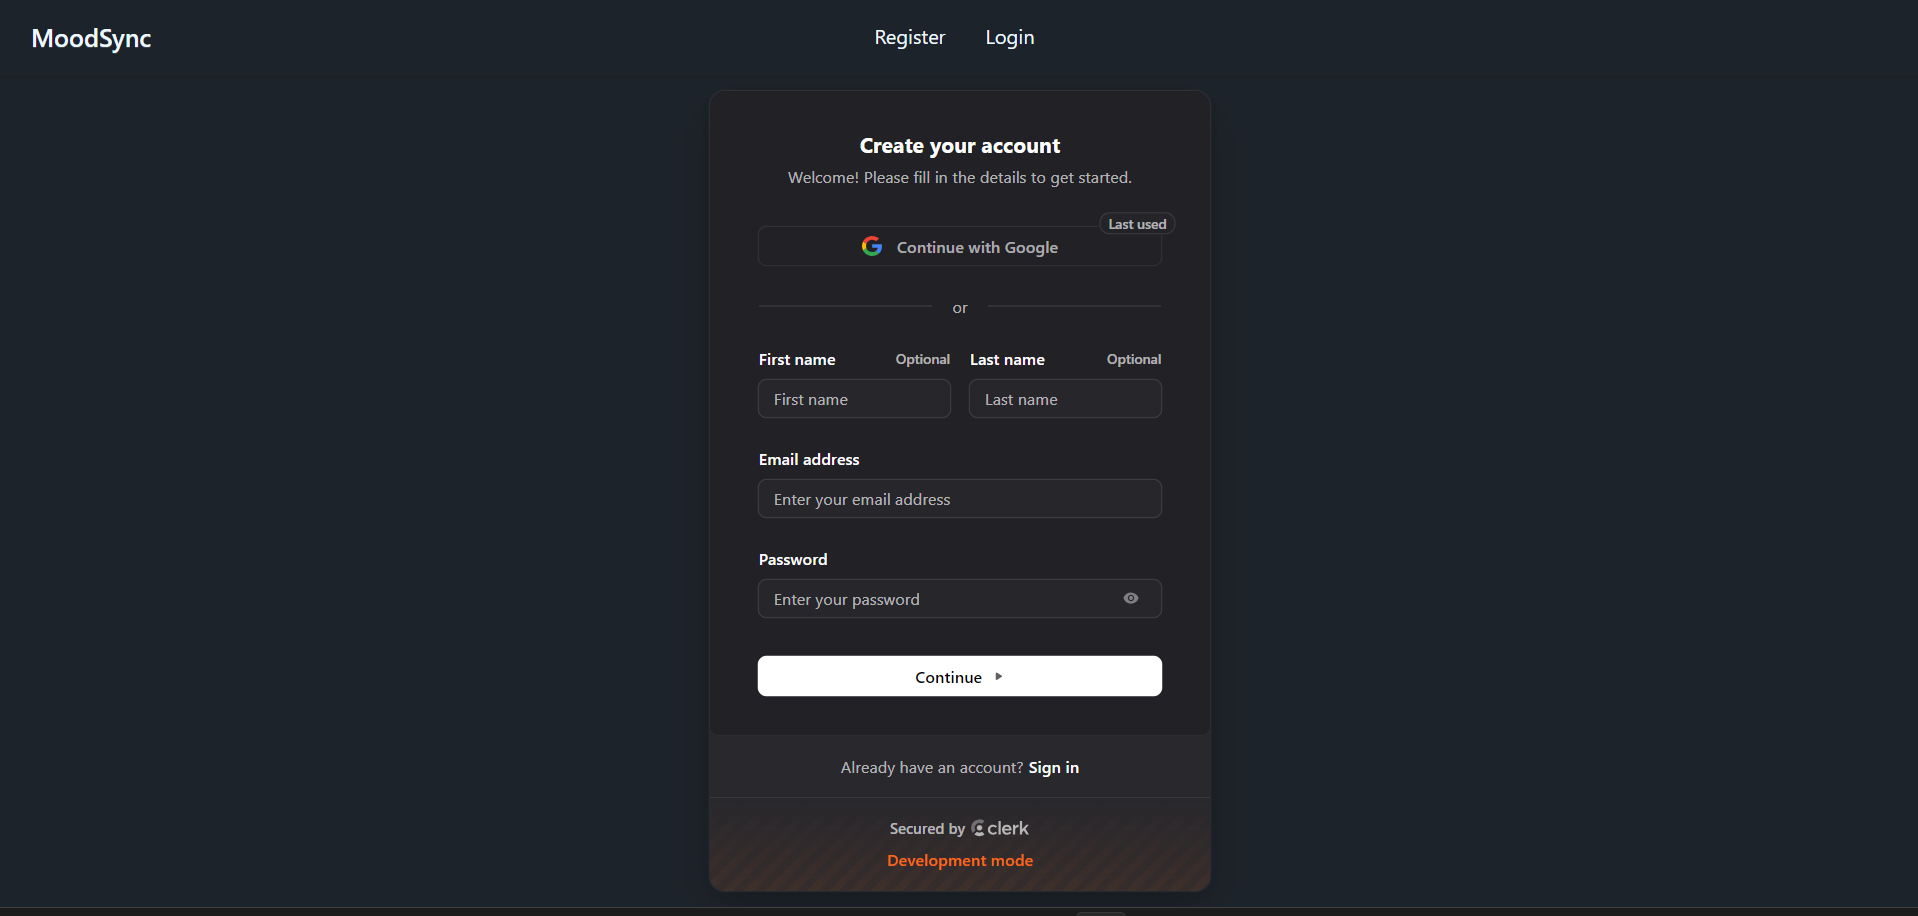 MoodSync
Register Login
Create your account
Welcome! Please fill in the details to get started.
Last used
Continue with Google
or
First name Optional Last name Optional
First name Last name
Email address
Enter your email address
Password
Enter your password
Continue
Already have an account? Sign in
Secured by clerk
Development mode